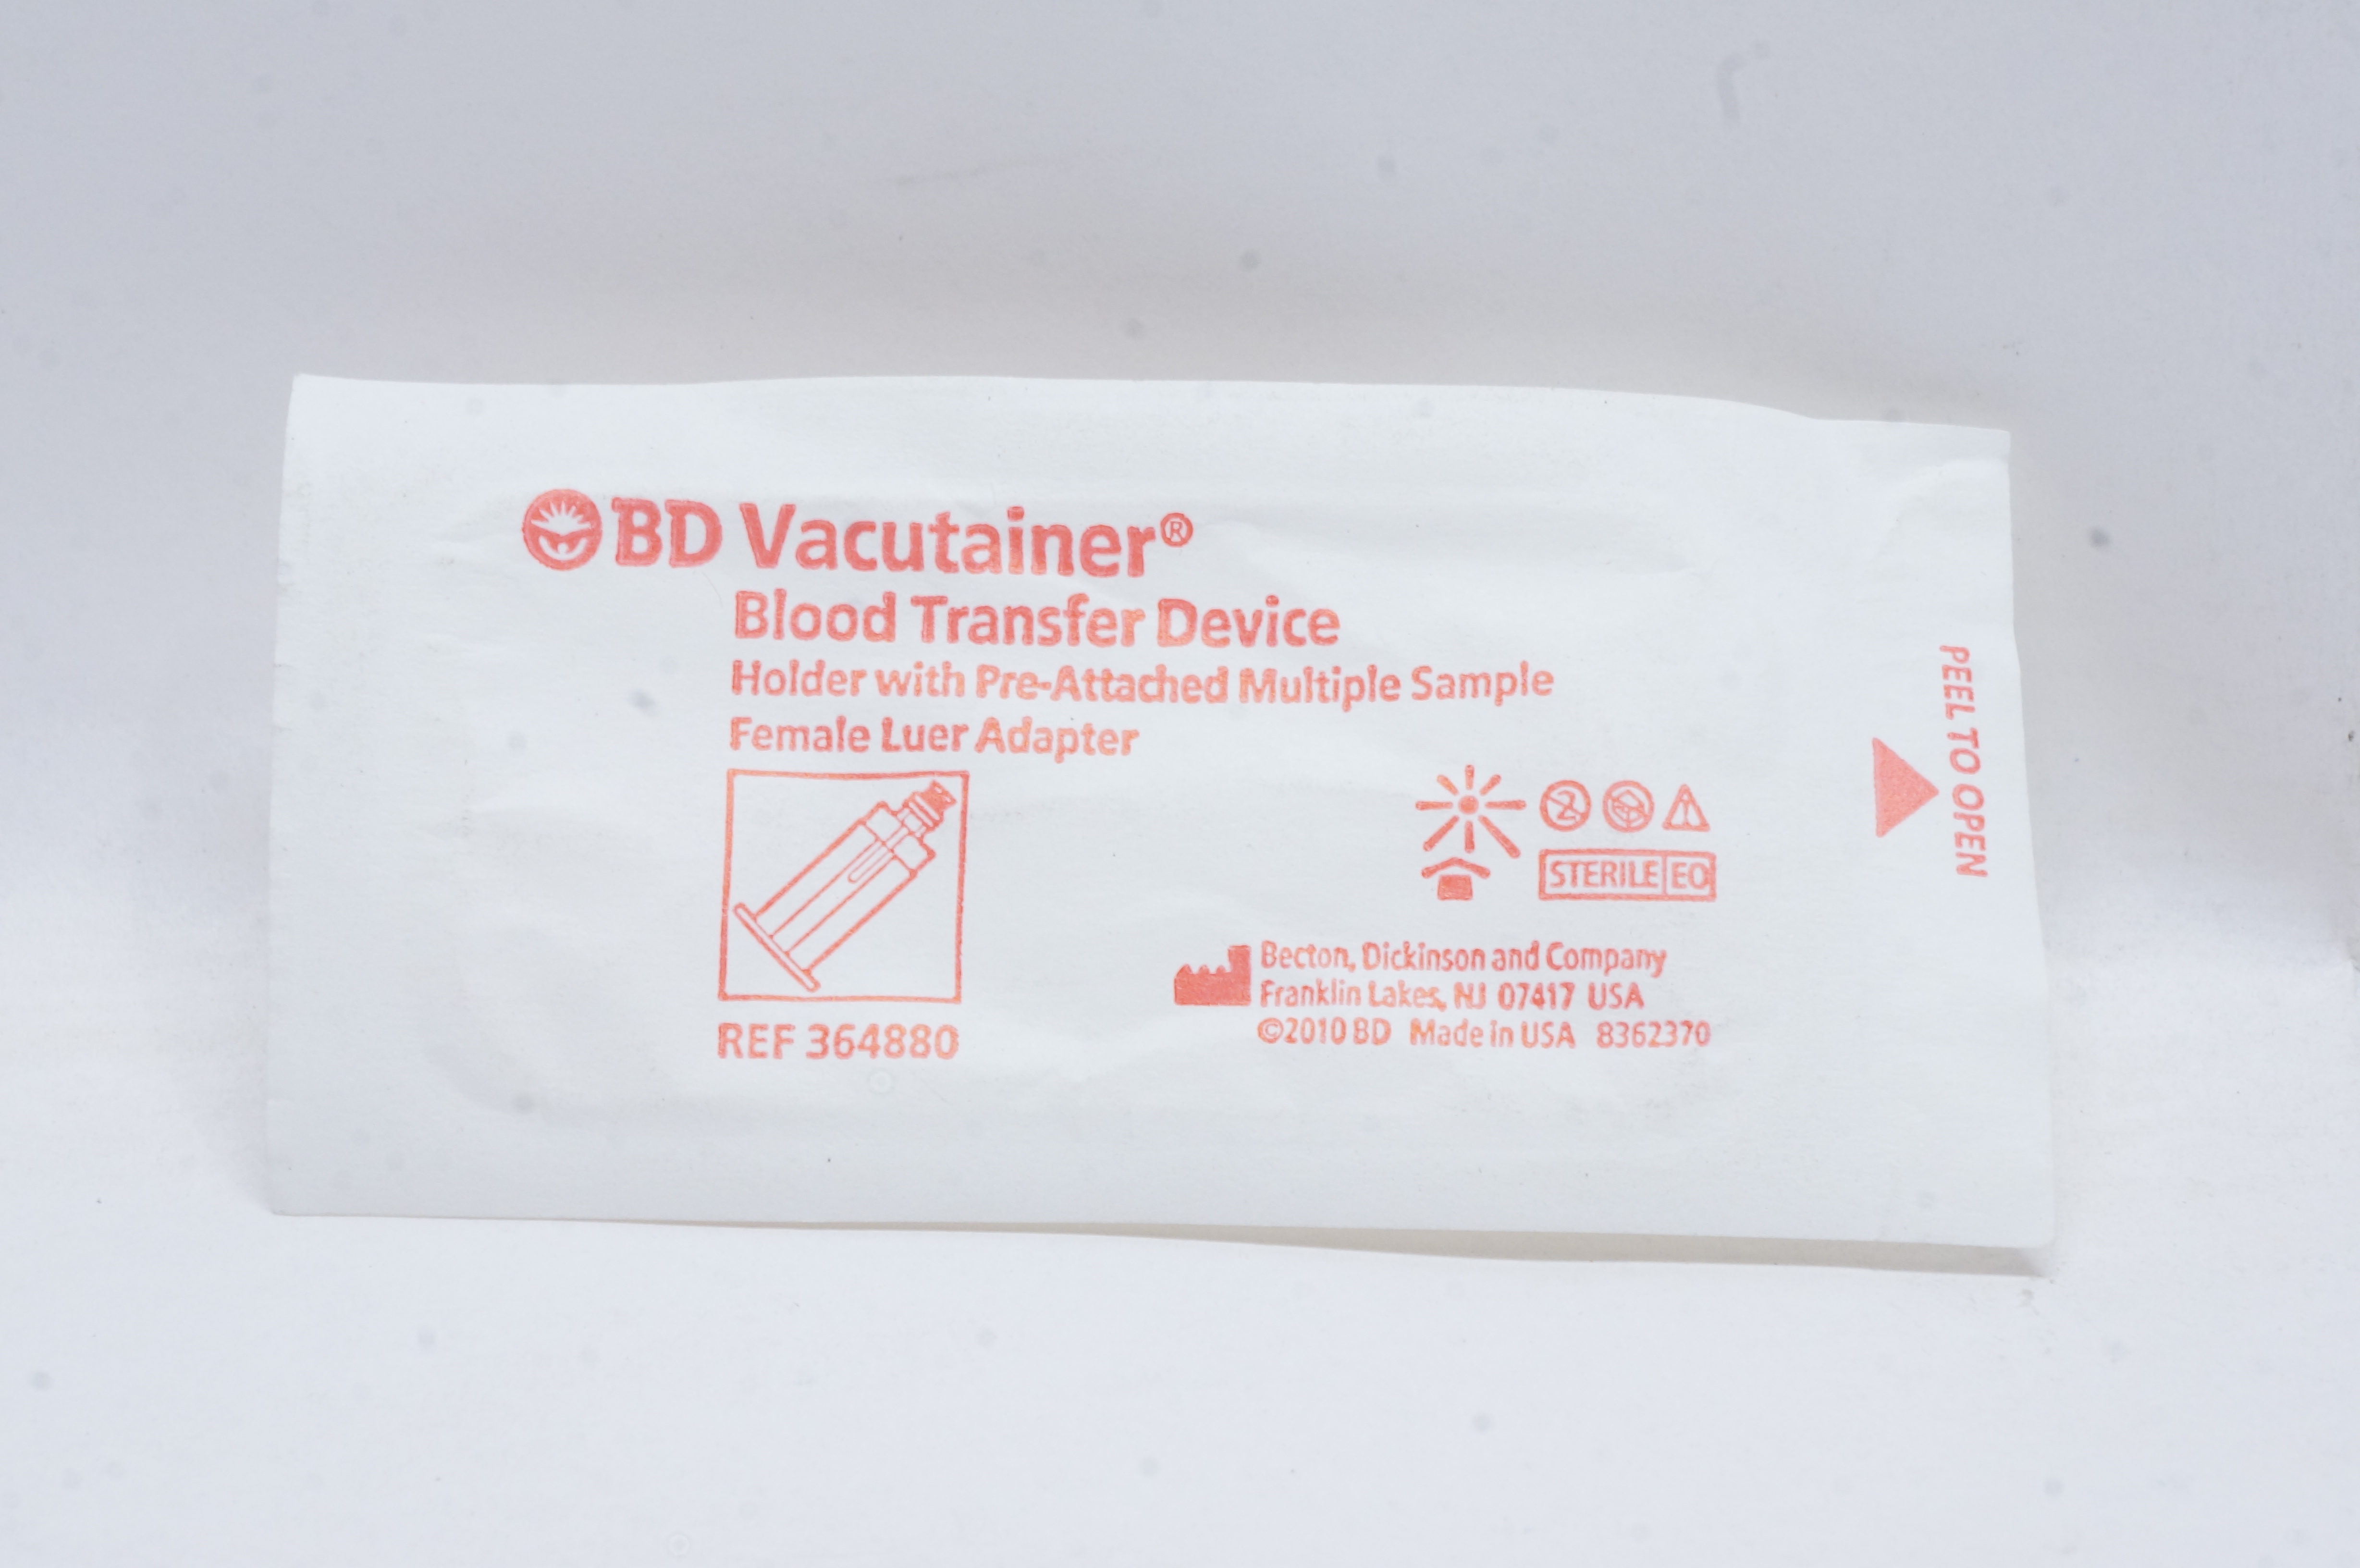 BD Vacutainer®
Blood Transfer Device
Holder with Pre-Attached Multiple Sample
Female Luer Adapter
2
STERILE EO
REF 364880
Becton, Dickinson and Company
Franklin Lakes, NJ 07417 USA
©2010 BD Made in USA 8362370
PEEL TO OPEN